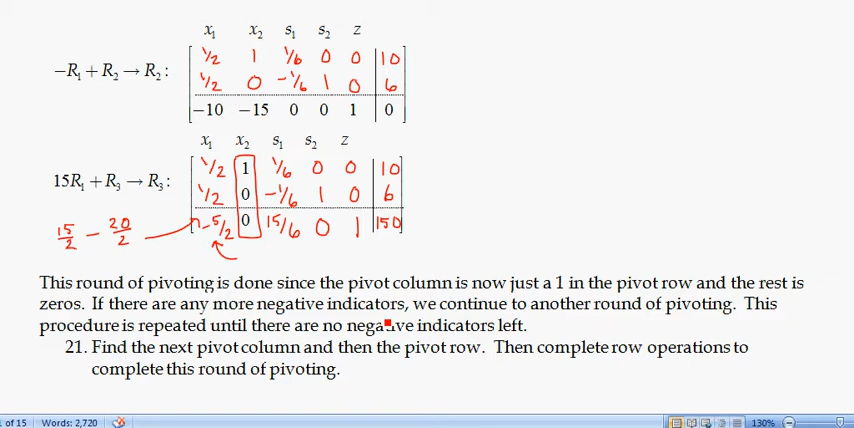 x₁ x₂ s₁ s₂ z
1/2 1 1/6 0 0 10
−R₁ + R₂ → R₂ : 1/2 0 -1/6 1 0 6
−10 −15 0 0 1 0
x₁ x₂ s₁ s₂ z
1/2 1 1/6 0 0 10
15R₁ + R₃ → R₃ : 1/2 0 -1/6 1 0 6
-5/2 0 15/6 0 1 150
15/2 - 20/2
This round of pivoting is done since the pivot column is now just a 1 in the pivot row and the rest is
zeros. If there are any more negative indicators, we continue to another round of pivoting. This
procedure is repeated until there are no negative indicators left.
21. Find the next pivot column and then the pivot row. Then complete row operations to
complete this round of pivoting.
of 15 Words: 2,720 130%